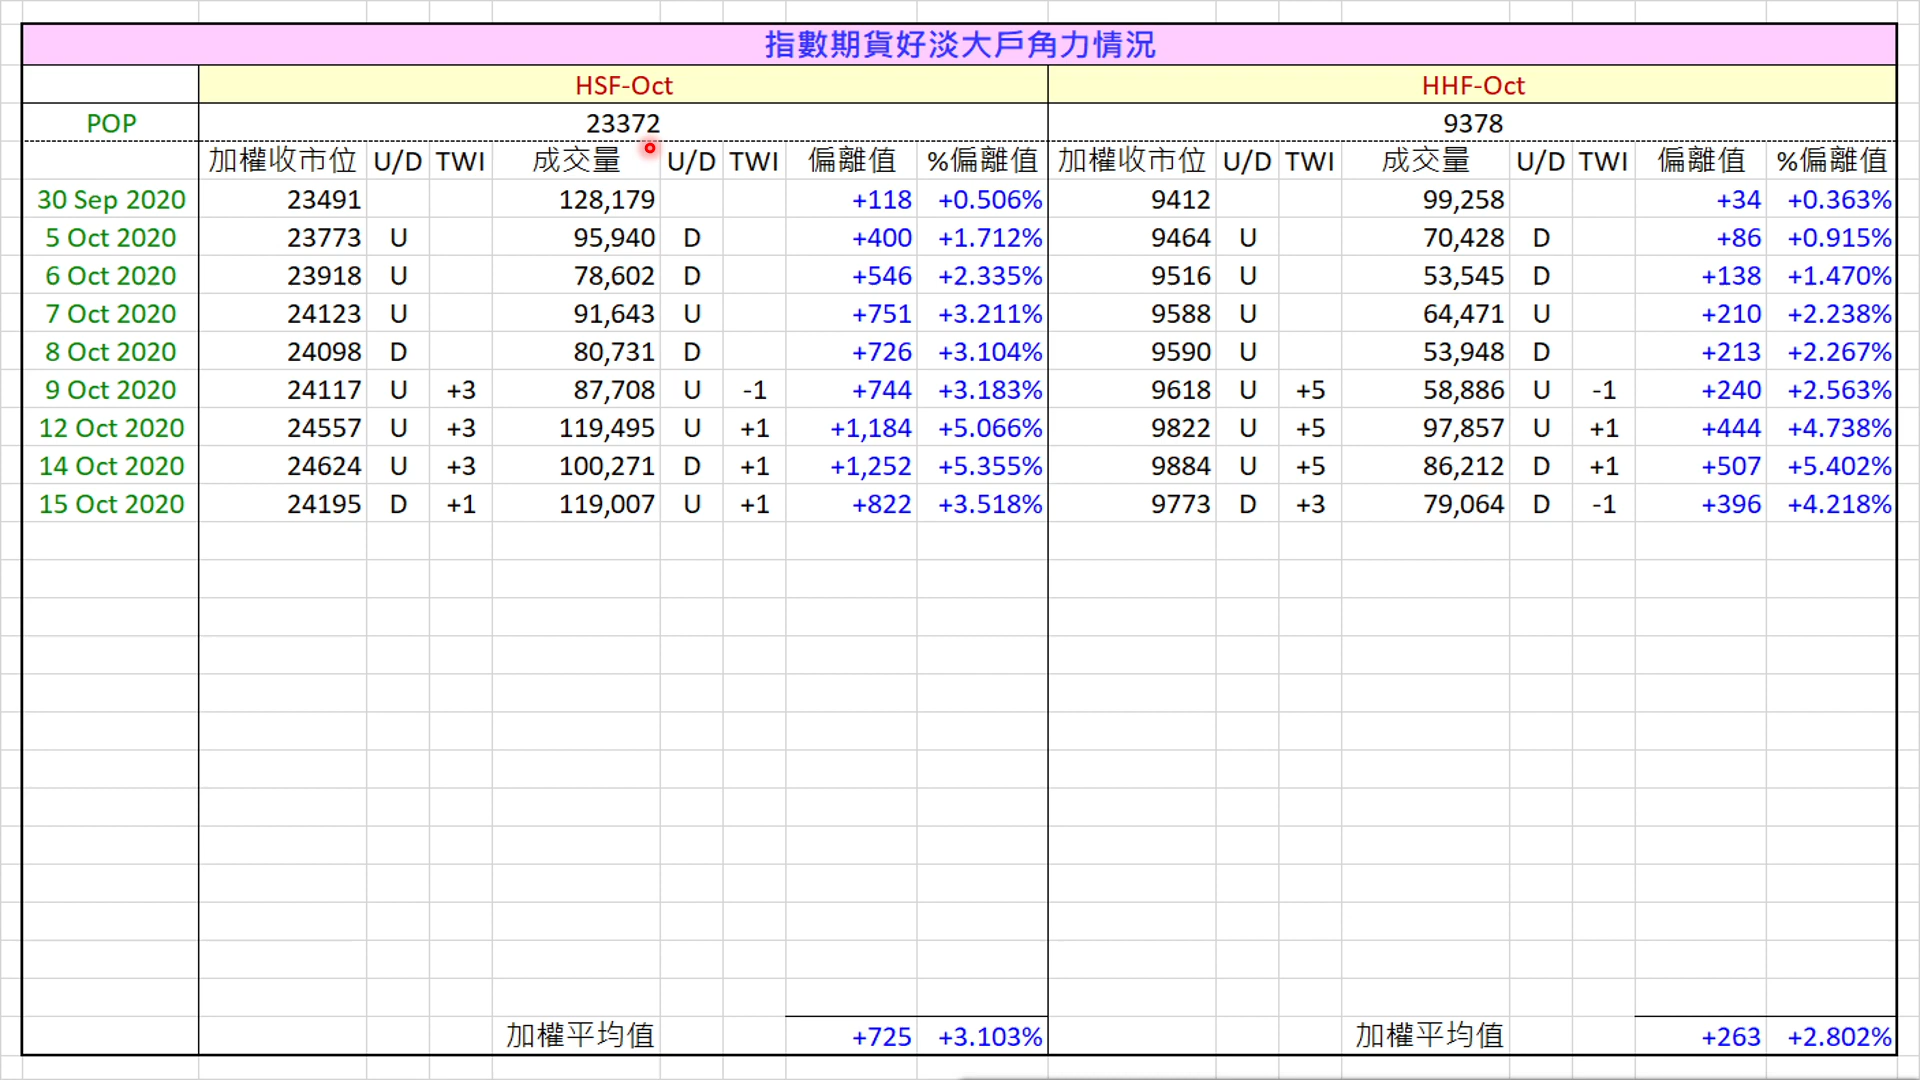 指數期貨好淡大戶角力情況
HSF-Oct HHF-Oct
POP 23372 9378
加權收市位 U/D TWI 成交量 U/D TWI 偏離值 %偏離值 加權收市位 U/D TWI 成交量 U/D TWI 偏離值 %偏離值
30 Sep 2020 23491 128,179 +118 +0.506% 9412 99,258 +34 +0.363%
5 Oct 2020 23773 U 95,940 D +400 +1.712% 9464 U 70,428 D +86 +0.915%
6 Oct 2020 23918 U 78,602 D +546 +2.335% 9516 U 53,545 D +138 +1.470%
7 Oct 2020 24123 U 91,643 U +751 +3.211% 9588 U 64,471 U +210 +2.238%
8 Oct 2020 24098 D 80,731 D +726 +3.104% 9590 U 53,948 D +213 +2.267%
9 Oct 2020 24117 U +3 87,708 U -1 +744 +3.183% 9618 U +5 58,886 U -1 +240 +2.563%
12 Oct 2020 24557 U +3 119,495 U +1 +1,184 +5.066% 9822 U +5 97,857 U +1 +444 +4.738%
14 Oct 2020 24624 U +3 100,271 D +1 +1,252 +5.355% 9884 U +5 86,212 D +1 +507 +5.402%
15 Oct 2020 24195 D +1 119,007 U +1 +822 +3.518% 9773 D +3 79,064 D -1 +396 +4.218%
加權平均值 +725 +3.103% 加權平均值 +263 +2.802%